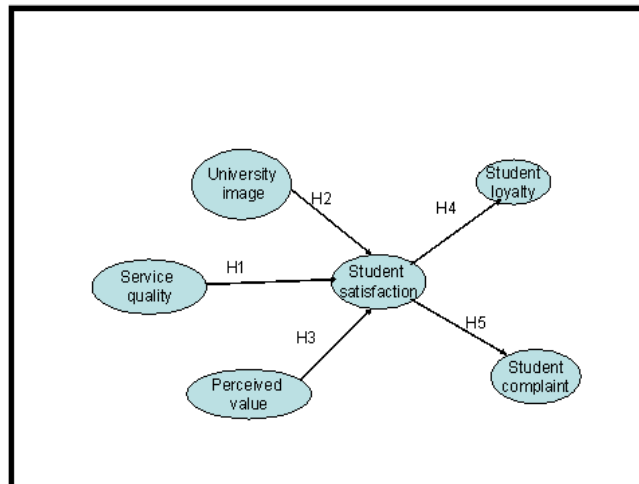 University
image
H2
Student
loyalty
H4
Service
quality
H1
Student
satisfaction
H3
H5
Perceived
value
Student
complaint